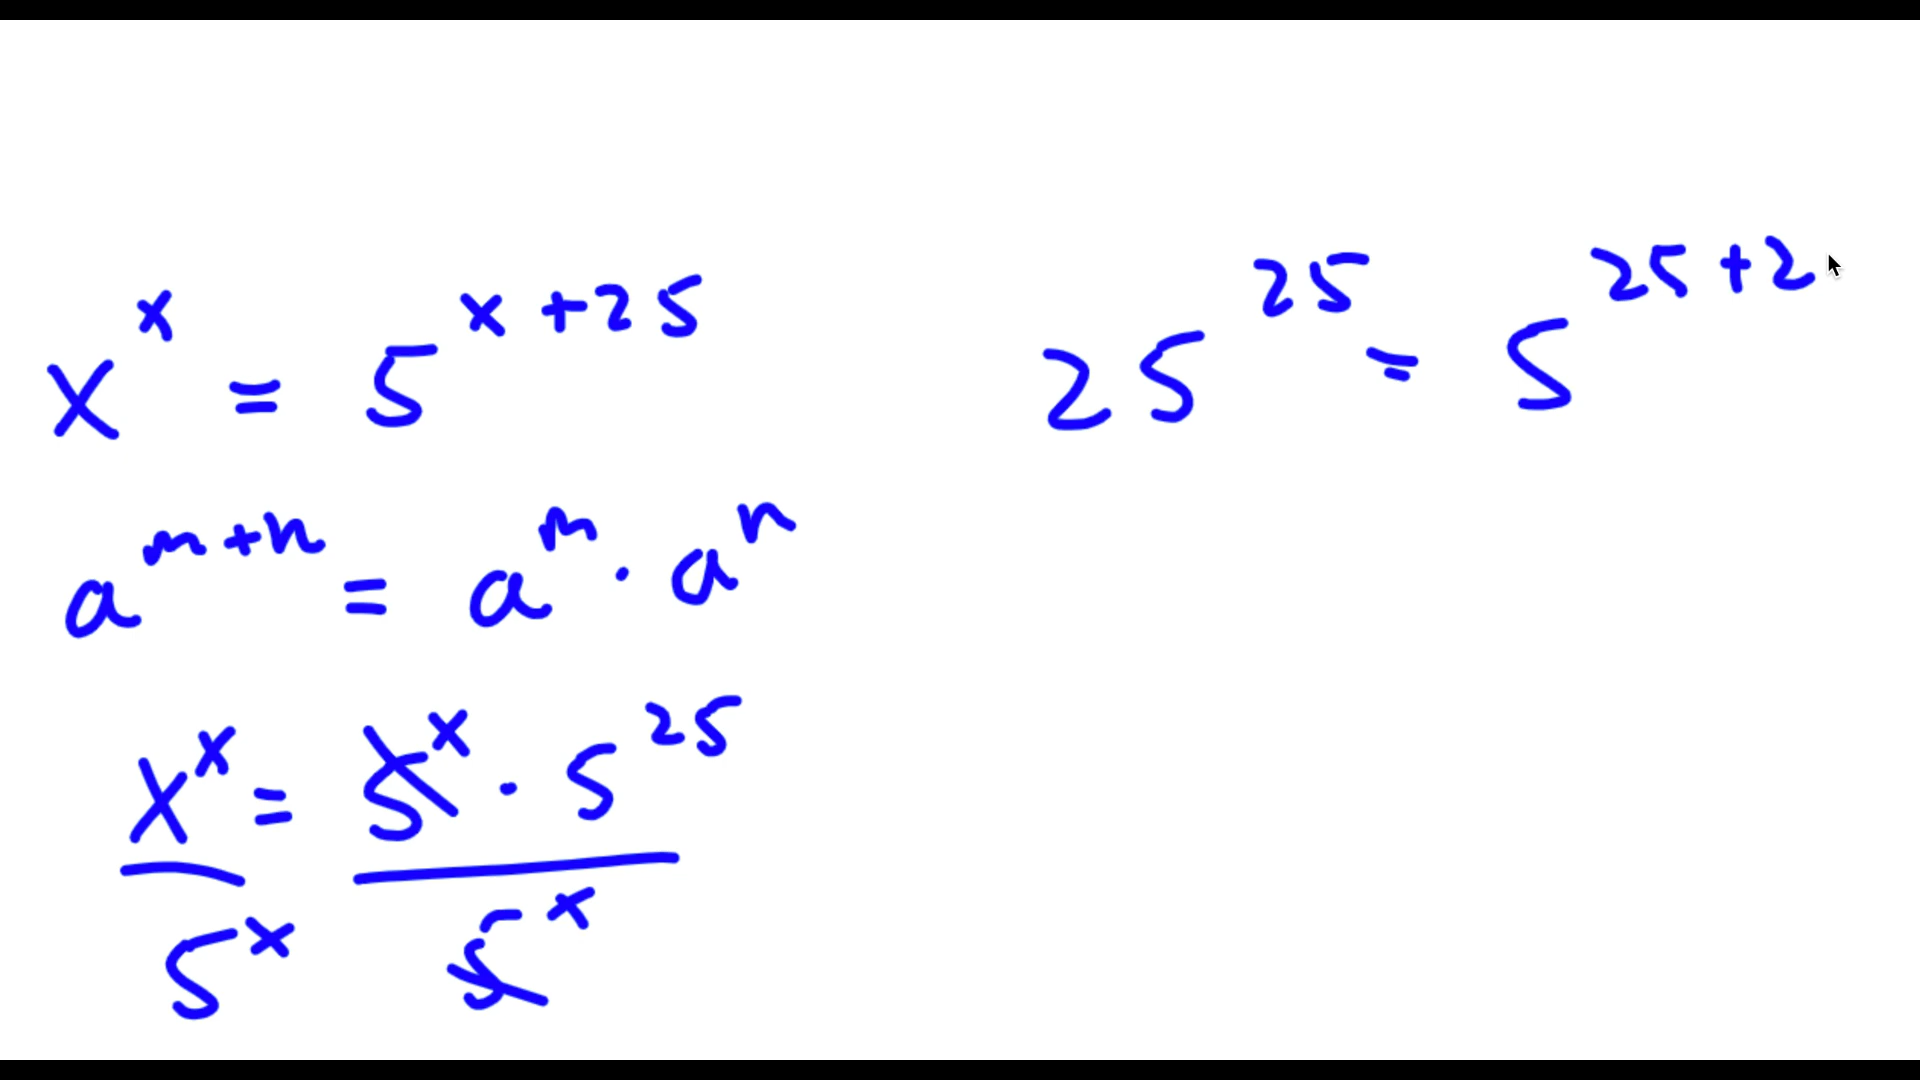 x^x = 5^{x+25}
a^{m+n} = a^m · a^n
x^x = 5^x · 5^{25}
5^x 5^x
25^{25} = 5^{25+2